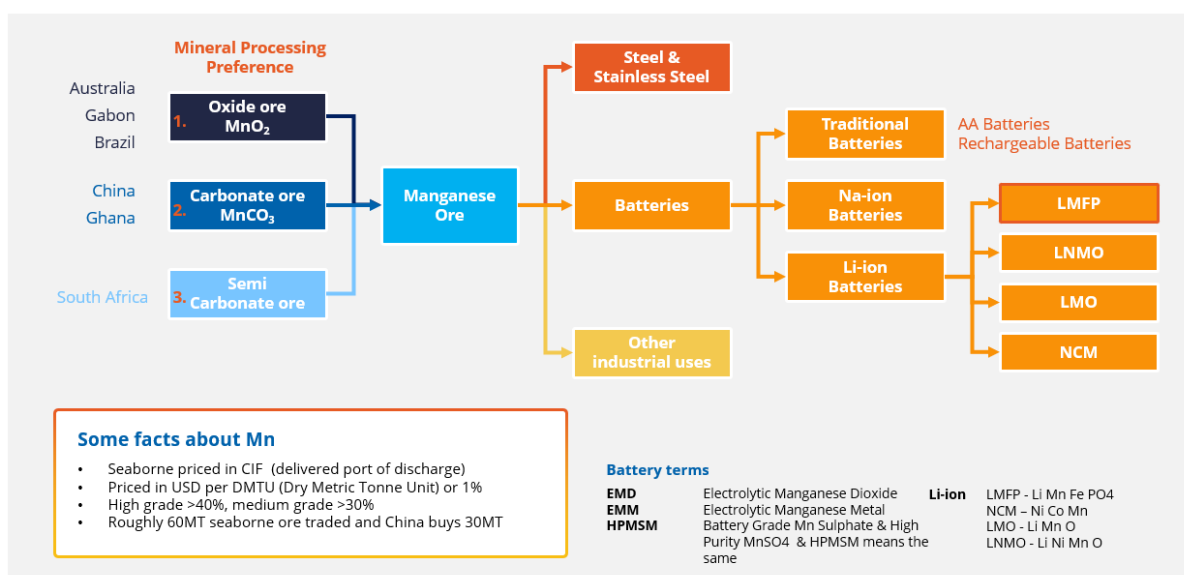 Mineral Processing
Preference
Australia
Gabon
Brazil
1.
Oxide ore
MnO₂
China
Ghana
2.
Carbonate ore
MnCO₃
South Africa
3.
Semi
Carbonate ore
Manganese
Ore
Steel &
Stainless Steel
Batteries
Other
industrial uses
Traditional
Batteries
AA Batteries
Rechargeable Batteries
Na-ion
Batteries
Li-ion
Batteries
LMFP
LNMO
LMO
NCM
Some facts about Mn
• Seaborne priced in CIF (delivered port of discharge)
• Priced in USD per DMTU (Dry Metric Tonne Unit) or 1%
• High grade >40%, medium grade >30%
• Roughly 60MT seaborne ore traded and China buys 30MT
Battery terms
EMD Electrolytic Manganese Dioxide
EMM Electrolytic Manganese Metal
HPMSM Battery Grade Mn Sulphate & High
Purity MnSO4 & HPMSM means the
same
Li-ion LMFP - Li Mn Fe PO4
NCM – Ni Co Mn
LMO - Li Mn O
LNMO - Li Ni Mn O